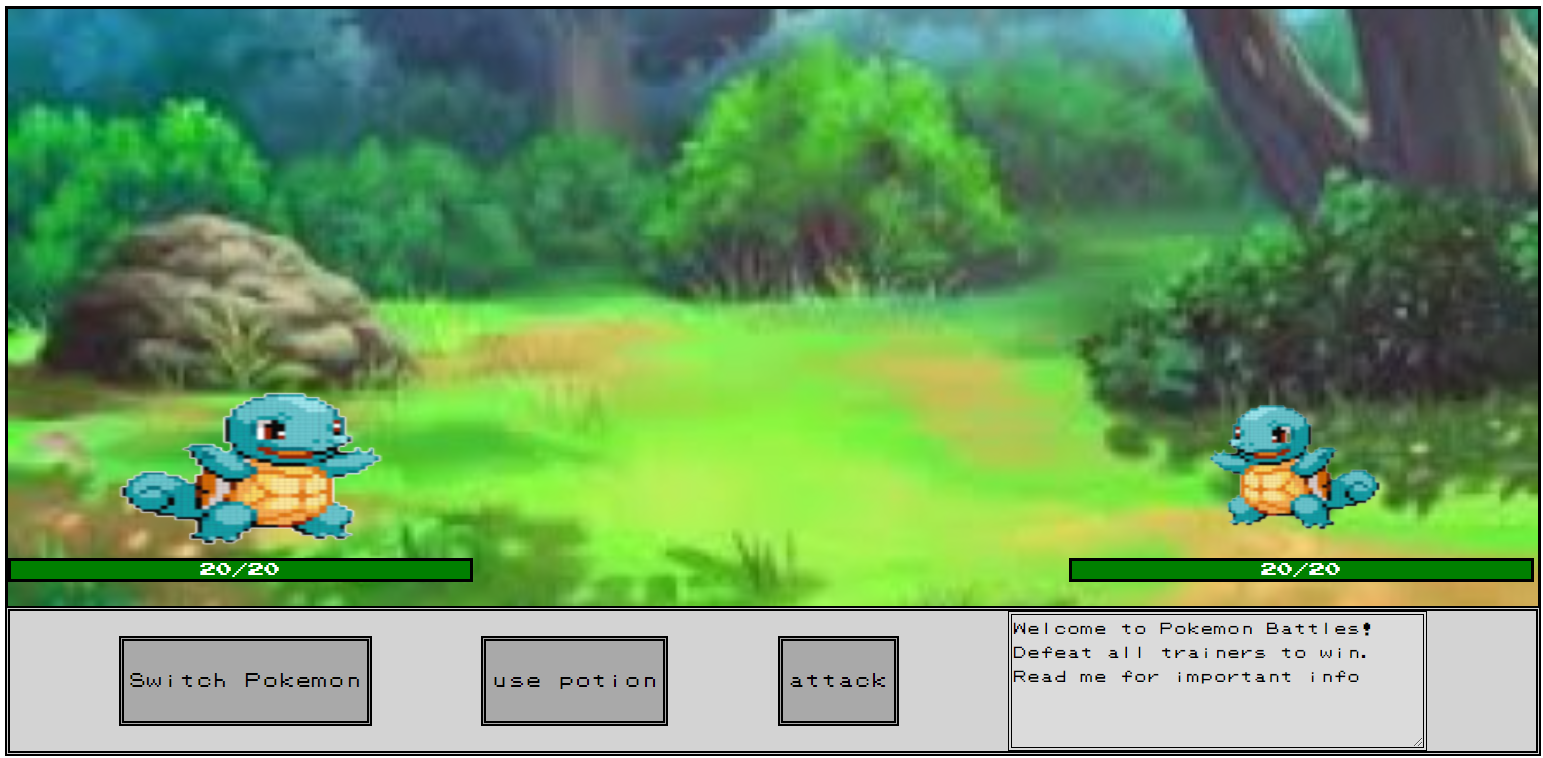 20/20
20/20
Switch Pokemon
use potion
attack
Welcome to Pokemon Battles!
Defeat all trainers to win.
Read me for important info